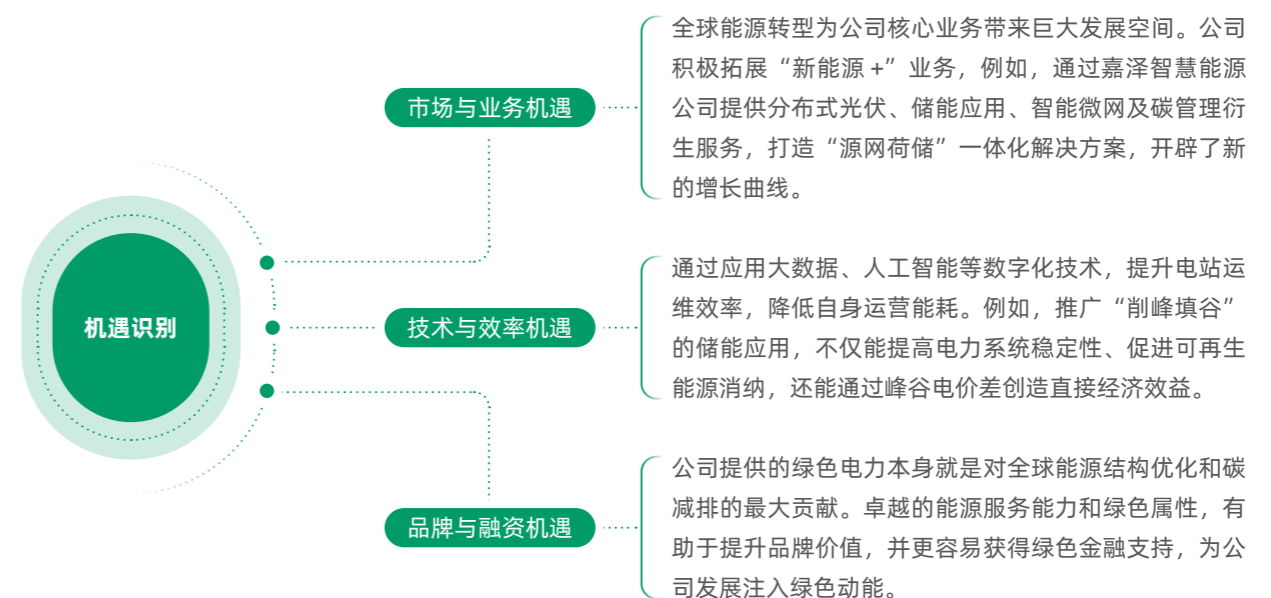 机遇识别
市场与业务机遇
全球能源转型为公司核心业务带来巨大发展空间。公司
积极拓展“新能源+”业务，例如，通过嘉泽智慧能源
公司提供分布式光伏、储能应用、智能微网及碳管理衍
生服务，打造“源网荷储”一体化解决方案，开辟了新
的增长曲线。
技术与效率机遇
通过应用大数据、人工智能等数字化技术，提升电站运
维效率，降低自身运营能耗。例如，推广“削峰填谷”
的储能应用，不仅能提高电力系统稳定性、促进可再生
能源消纳，还能通过峰谷电价差创造直接经济效益。
品牌与融资机遇
公司提供的绿色电力本身就是对全球能源结构优化和碳
减排的最大贡献。卓越的能源服务能力和绿色属性，有
助于提升品牌价值，并更容易获得绿色金融支持，为公
司发展注入绿色动能。